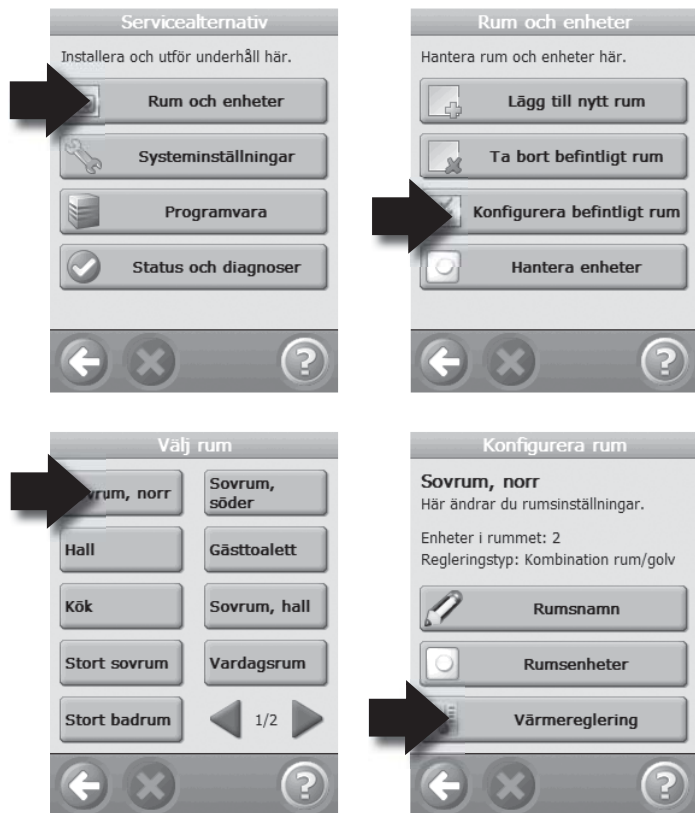 Servicealternativ
Installera och utför underhåll här.
Rum och enheter
Systeminställningar
Programvara
Status och diagnoser
?
Rum och enheter
Hantera rum och enheter här.
Lägg till nytt rum
Ta bort befintligt rum
Konfigurera befintligt rum
Hantera enheter
?
Välj rum
rum, norr
Sovrum,
söder
Hall
Gästtoalett
Kök
Sovrum, hall
Stort sovrum
Vardagsrum
Stort badrum
1/2
?
Konfigurera rum
Sovrum, norr
Här ändrar du rumsinställningar.
Enheter i rummet: 2
Regleringstyp: Kombination rum/golv
Rumsnamn
Rumsenheter
Värmereglering
?